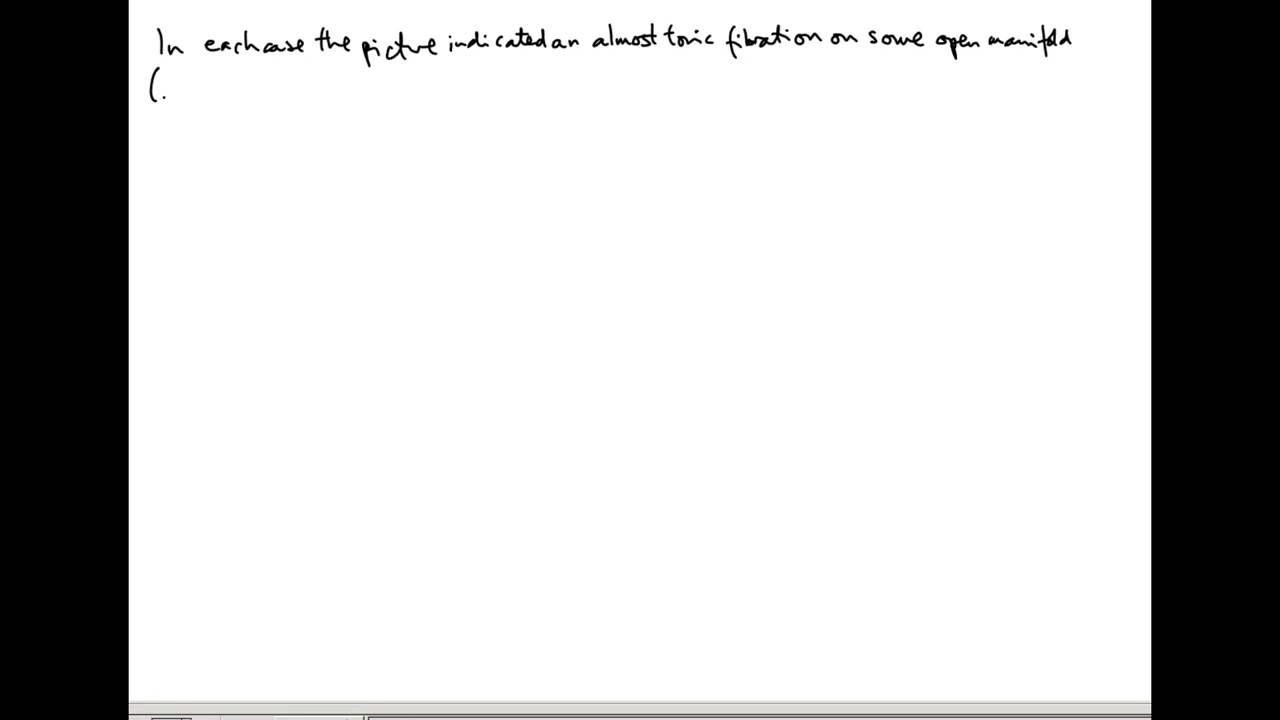 In each case the picture indicated an almost toric fibration on some open manifold
(.